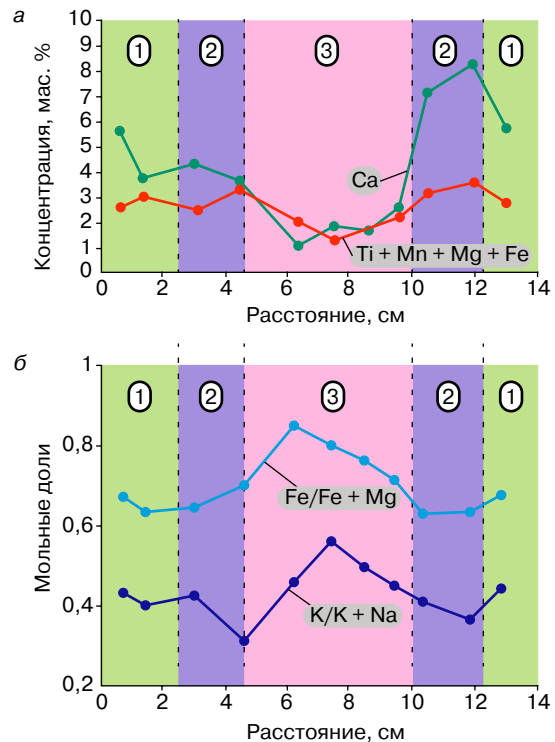 а
Концентрация, мас. %
10
9
8
7
6
5
4
3
2
1
0
1 2 3 2 1
Ca
Ti + Mn + Mg + Fe
0 2 4 6 8 10 12 14
Расстояние, см
б
Мольные доли
1
0,8
0,6
0,4
0,2
1 2 3 2 1
Fe/Fe + Mg
K/K + Na
0 2 4 6 8 10 12 14
Расстояние, см